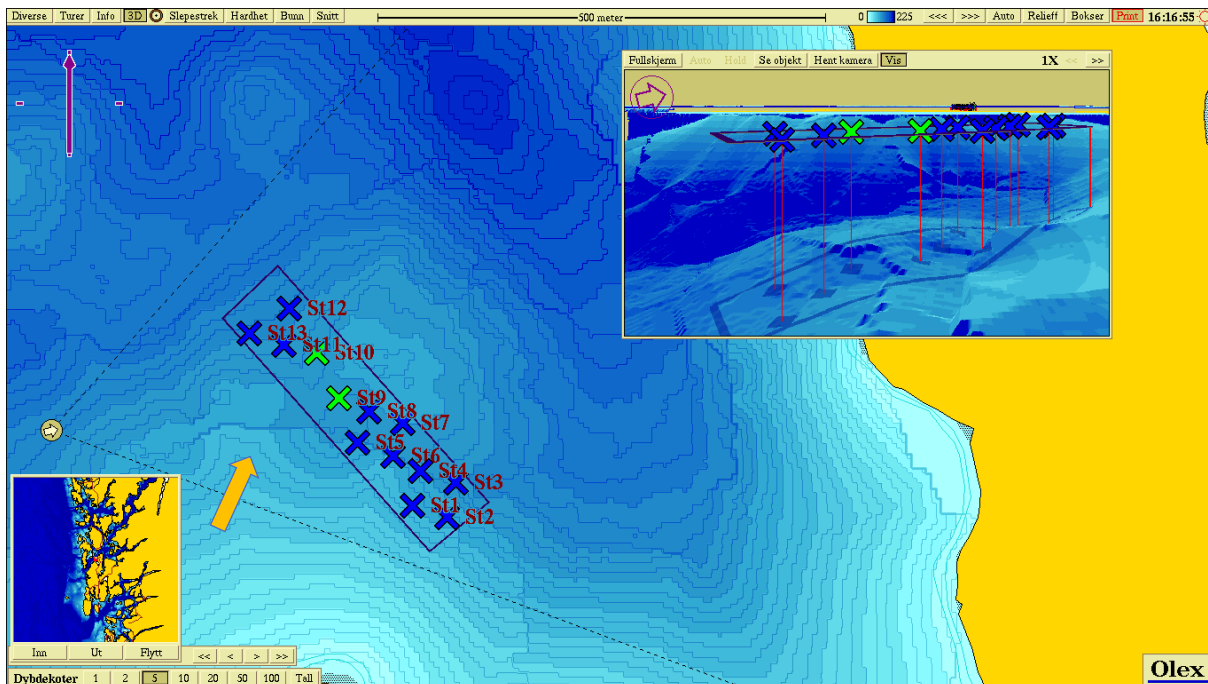 Diverse Turer Info 3D Slepestrek Hardhet Bunn Snitt 500 meter 0 225 <<< >>> Auto Relieff Bokser Print 16:16:55
Fullskjerm Auto Hold Se objekt Hent kamera Vis 1X << >>
St12
St13
St11
St10
St9
St8
St7
St5
St6
St4
St3
St1
St2
Inn Ut Flytt << < > >>
Dybdekoter 1 2 5 10 20 50 100 Tall
Olex